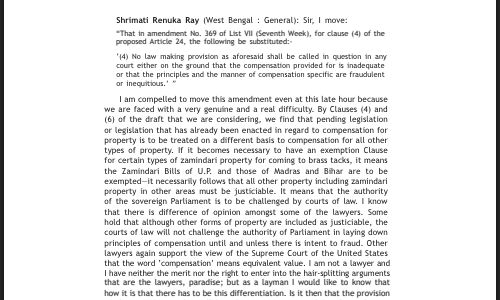 Shrimati Renuka Ray (West Bengal : General): Sir, I move:
“That in amendment No. 369 of List VII (Seventh Week), for clause (4) of the
proposed Article 24, the following be substituted:-
‘(4) No law making provision as aforesaid shall be called in question in any
court either on the ground that the compensation provided for is inadequate
or that the principles and the manner of compensation specific are fraudulent
or inequitious.’ ”
I am compelled to move this amendment even at this late hour because
we are faced with a very genuine and a real difficulty. By Clauses (4) and
(6) of the draft that we are considering, we find that pending legislation
or legislation that has already been enacted in regard to compensation for
property is to be treated on a different basis to compensation for all other
types of property. If it becomes necessary to have an exemption Clause
for certain types of zamindari property for coming to brass tacks, it means
the Zamindari Bills of U.P. and those of Madras and Bihar are to be
exempted—it necessarily follows that all other property including zamindari
property in other areas must be justiciable. It means that the authority
of the sovereign Parliament is to be challenged by courts of law. I know
that there is difference of opinion amongst some of the lawyers. Some
hold that although other forms of property are included as justiciable, the
courts of law will not challenge the authority of Parliament in laying down
principles of compensation until and unless there is intent to fraud. Other
lawyers again support the view of the Supreme Court of the United States
that the word ‘compensation’ means equivalent value. I am not a lawyer and
I have neither the merit nor the right to enter into the hair-splitting arguments
that are the lawyers, paradise; but as a layman I would like to know that
how it is that there has to be this differentiation. Is it then that the provision